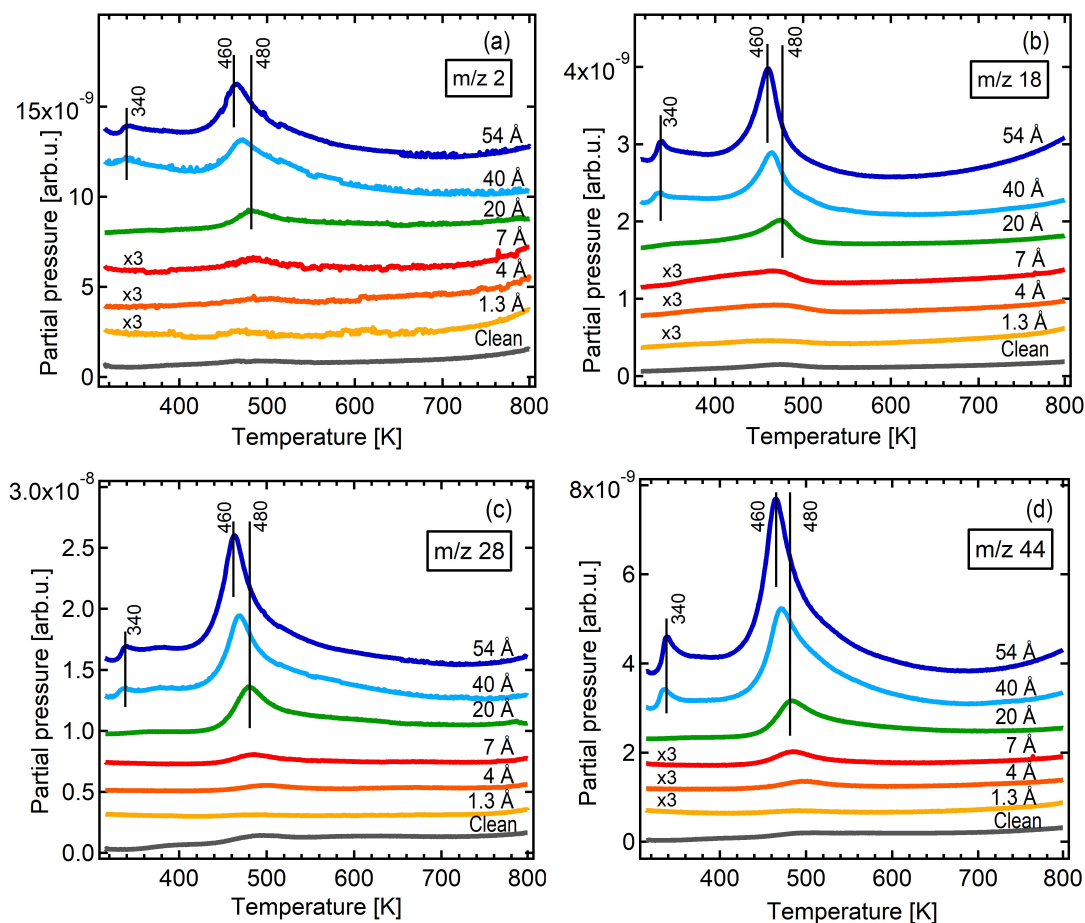 (a)
m/z 2
460
480
340
15x10⁻⁹
10
5
0
54 Å
40 Å
20 Å
7 Å
x3
4 Å
x3
1.3 Å
x3
Clean
400
500
600
700
800
Temperature [K]
Partial pressure [arb.u.]
(b)
m/z 18
460
480
340
4x10⁻⁹
3
2
1
0
54 Å
40 Å
20 Å
7 Å
x3
4 Å
x3
1.3 Å
x3
Clean
400
500
600
700
800
Temperature [K]
Partial pressure [arb.u.]
(c)
m/z 28
460
480
340
3.0x10⁻⁸
2.5
2.0
1.5
1.0
0.5
0.0
54 Å
40 Å
20 Å
7 Å
4 Å
1.3 Å
Clean
400
500
600
700
800
Temperature [K]
Partial pressure [arb.u.]
(d)
m/z 44
460
480
340
8x10⁻⁹
6
4
2
0
54 Å
40 Å
20 Å
7 Å
x3
4 Å
x3
1.3 Å
x3
Clean
400
500
600
700
800
Temperature [K]
Partial pressure [arb.u.]